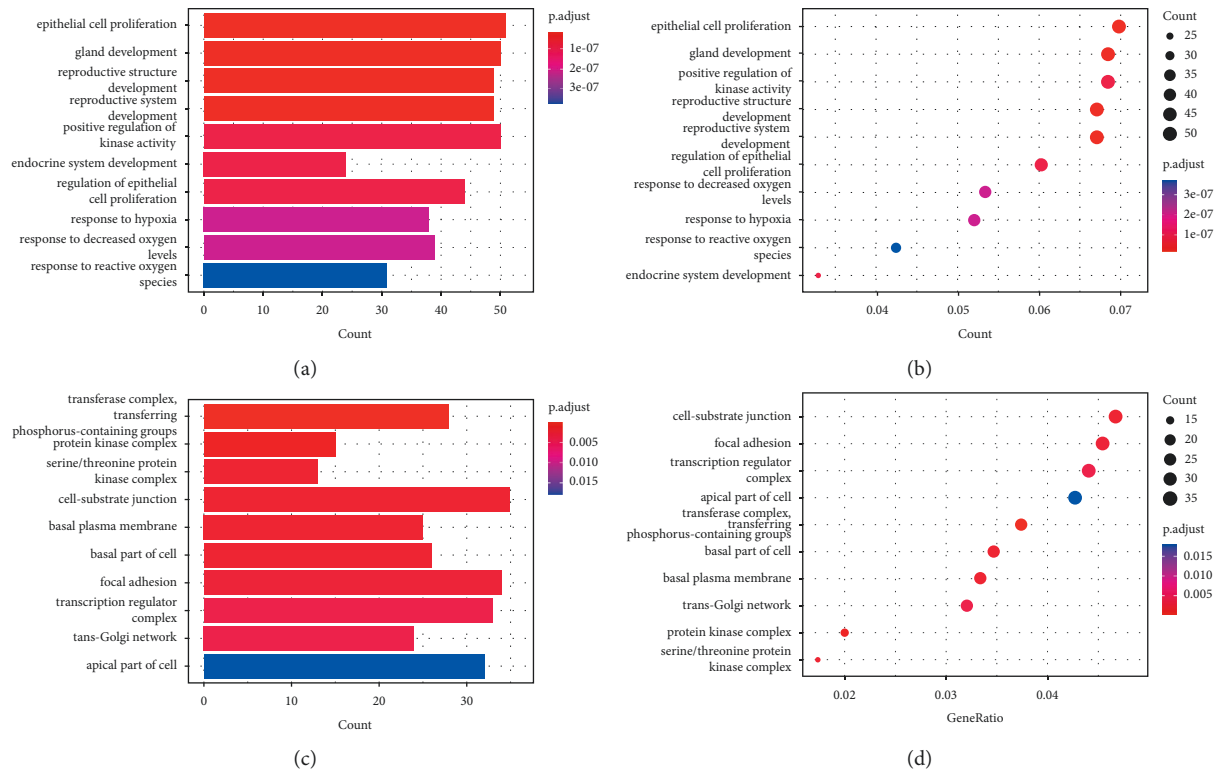 epithelial cell proliferation
gland development
reproductive structure
development
reproductive system
development
positive regulation of
kinase activity
endocrine system development
regulation of epithelial
cell proliferation
response to hypoxia
response to decreased oxygen
levels
response to reactive oxygen
species
0
10
20
30
40
50
Count
p.adjust
1e-07
2e-07
3e-07
(a)
epithelial cell proliferation
gland development
positive regulation of
kinase activity
reproductive structure
development
reproductive system
development
regulation of epithelial
cell proliferation
response to decreased oxygen
levels
response to hypoxia
response to reactive oxygen
species
endocrine system development
0.04
0.05
0.06
0.07
Count
Count
25
30
35
40
45
50
p.adjust
3e-07
2e-07
1e-07
(b)
transferase complex,
transferring
phosphorus-containing groups
protein kinase complex
serine/threonine protein
kinase complex
cell-substrate junction
basal plasma membrane
basal part of cell
focal adhesion
transcription regulator
complex
tans-Golgi network
apical part of cell
0
10
20
30
Count
p.adjust
0.005
0.010
0.015
(c)
cell-substrate junction
focal adhesion
transcription regulator
complex
apical part of cell
transferase complex,
transferring
phosphorus-containing groups
basal part of cell
basal plasma membrane
trans-Golgi network
protein kinase complex
serine/threonine protein
kinase complex
0.02
0.03
0.04
GeneRatio
Count
15
20
25
30
35
p.adjust
0.015
0.010
0.005
(d)